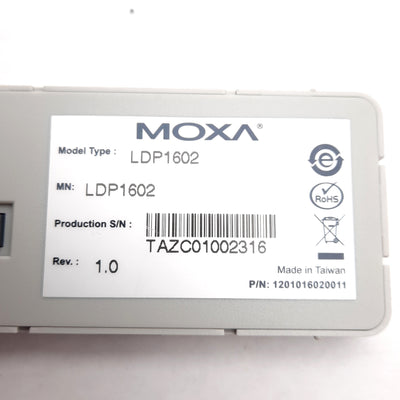 MOXA®
Model Type : LDP1602
MN: LDP1602
RoHS
Production S/N :
TAZC01002316
Rev. : 1.0
Made in Taiwan
P/N: 1201016020011